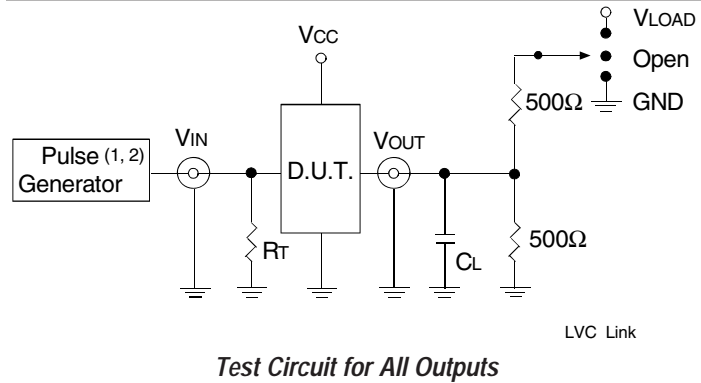 VLOAD
VCC
Open
500Ω
GND
VIN
VOUT
Pulse (1, 2)
Generator
D.U.T.
RT
CL
500Ω
LVC Link
Test Circuit for All Outputs